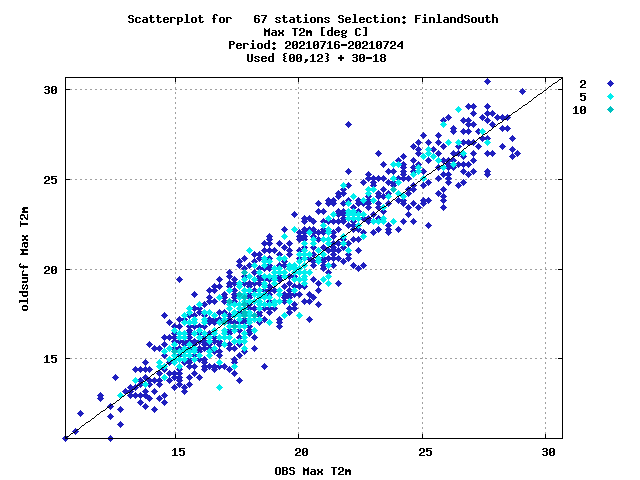 Scatterplot for   67 stations Selection: FinlandSouth
Max T2m [deg C]
Period: 20210716-20210724
Used {00,12} + 30-18
2
5
10
30
25
20
15
oldsurf Max T2m
15 20 25 30
OBS Max T2m